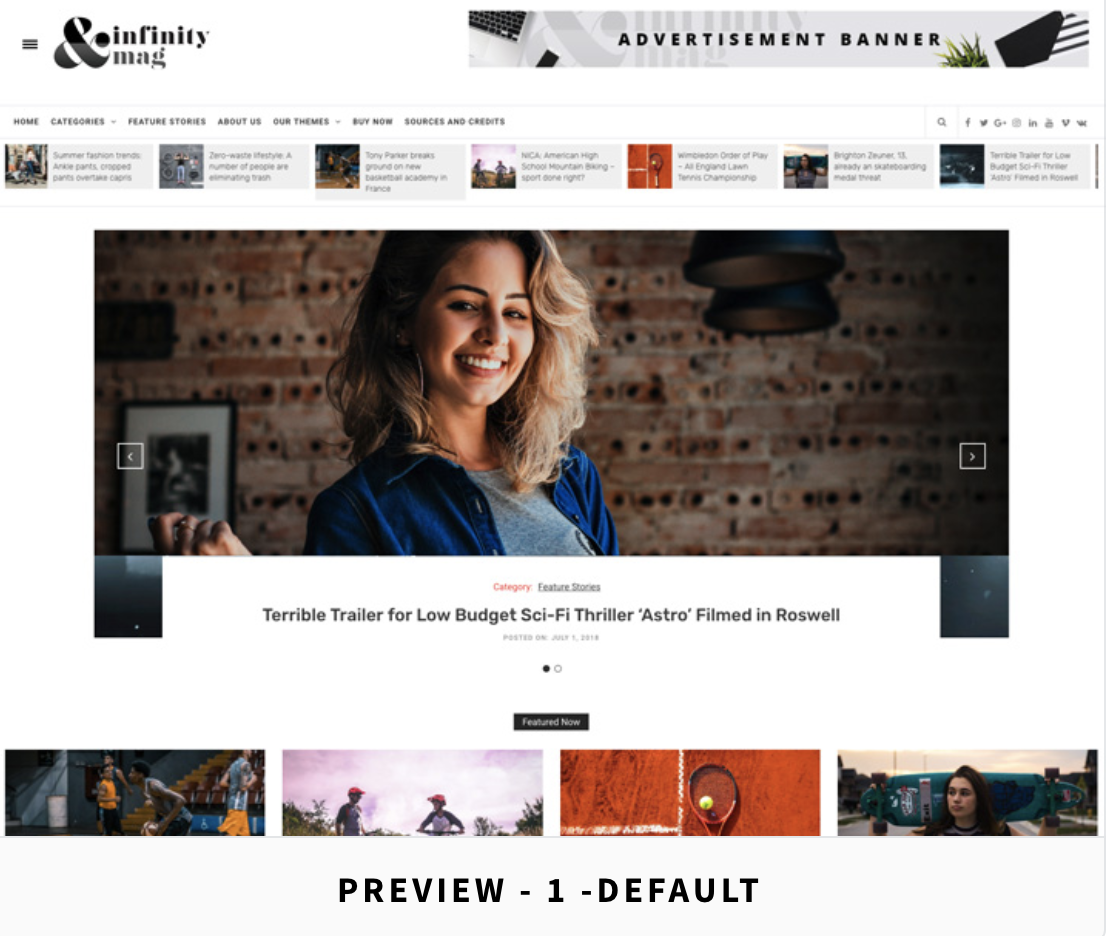 &infinity
mag
ADVERTISEMENT BANNER
HOME CATEGORIES FEATURE STORIES ABOUT US OUR THEMES BUY NOW SOURCES AND CREDITS
Summer fashion trends:
Ankle pants, cropped
pants overtake capris
Zero-waste lifestyle: A
number of people are
eliminating trash
Tony Parker breaks
ground on new
basketball academy in
France
NICA: American High
School Mountain Biking –
sport done right?
Wimbledon Order of Play
– All England Lawn
Tennis Championship
Brighton Zeuner, 13,
already an skateboarding
medal threat
Terrible Trailer for Low
Budget Sci-Fi Thriller
'Astro' Filmed in Roswell
Category: Feature Stories
Terrible Trailer for Low Budget Sci-Fi Thriller ‘Astro’ Filmed in Roswell
POSTED ON: JULY 1, 2018
Featured Now
PREVIEW - 1 -DEFAULT